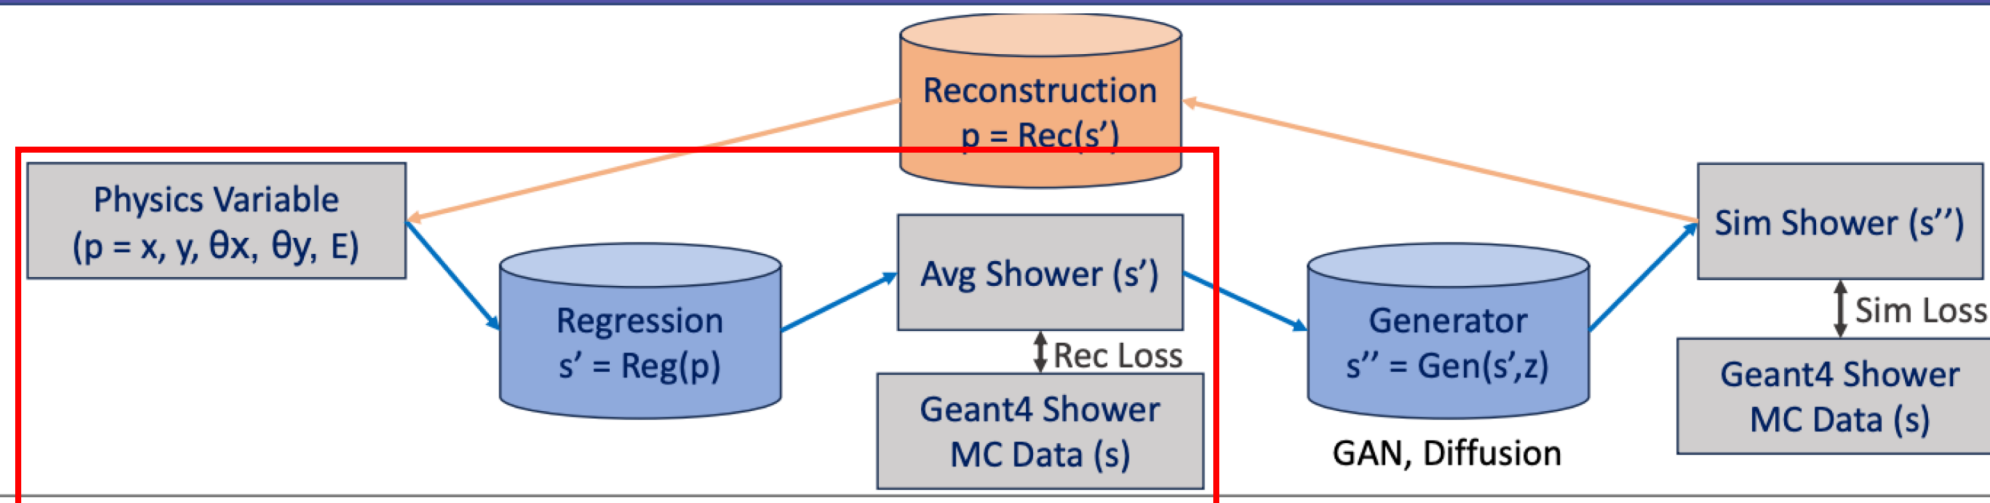 Reconstruction
p = Rec(s’)
Physics Variable
(p = x, y, θx, θy, E)
Regression
s’ = Reg(p)
Avg Shower (s’)
Rec Loss
Geant4 Shower
MC Data (s)
Generator
s’’ = Gen(s’,z)
GAN, Diffusion
Sim Shower (s’’)
Sim Loss
Geant4 Shower
MC Data (s)